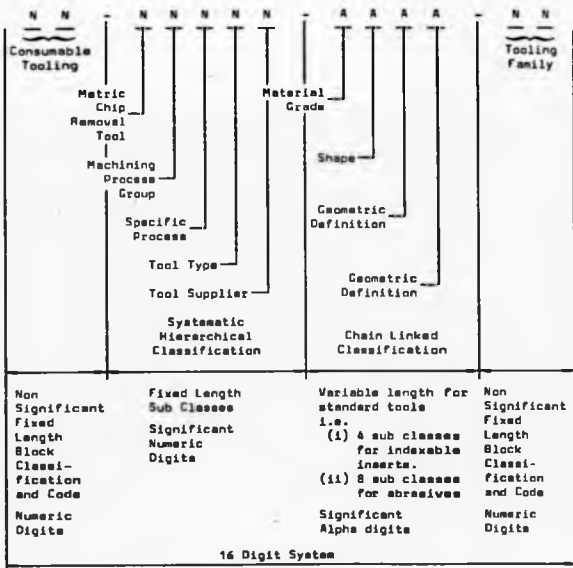 N N - N N N N N - A A A A - N N
Consumable
Tooling
Tooling
Family
Metric
Chip
Removal
Tool
Machining
Process
Group
Specific
Process
Tool Type
Tool Supplier
Material
Grade
Shape
Geometric
Definition
Geometric
Definition
Systematic
Hierarchical
Classification
Chain Linked
Classification
Non
Significant
Fixed
Length
Block
Classi-
fication
and Code
Numeric
Digits
Fixed Length
Sub Classes
Significant
Numeric
Digits
Variable length for
standard tools
i.e.
(i) 4 sub classes
for indexable
inserts.
(ii) 8 sub classes
for abrasives
Significant
Alpha digits
Non
Significant
Fixed
Length
Block
Classi-
fication
and Code
Numeric
Digits
16 Digit System